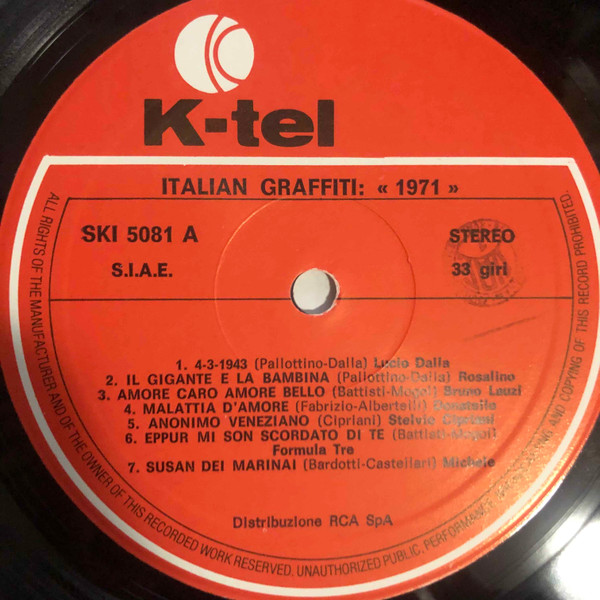 K-tel
ITALIAN GRAFFITI: « 1971 »
SKI 5081 A
STEREO
S.I.A.E.
33 giri
1. 4-3-1943 (Pallottino-Dalla) Lucio Dalla
2. IL GIGANTE E LA BAMBINA (Pallottino-Dalla) Rosalino
3. AMORE CARO AMORE BELLO (Battisti-Mogol) Bruno Lauzi
4. MALATTIA D'AMORE (Fabrizio-Albertelli) Donatello
5. ANONIMO VENEZIANO (Cipriani) Stelvio Cipriani
6. EPPUR MI SON SCORDATO DI TE (Battisti-Mogol)
Formula Tre
7. SUSAN DEI MARINAI (Bardotti-Castellari) Michele
Distribuzione RCA SpA
ALL RIGHTS OF THE MANUFACTURER AND OF THE OWNER OF THIS RECORDED WORK RESERVED. UNAUTHORIZED PUBLIC, PERFORMANCE, AND COPYING OF THIS RECORD PROHIBITED.